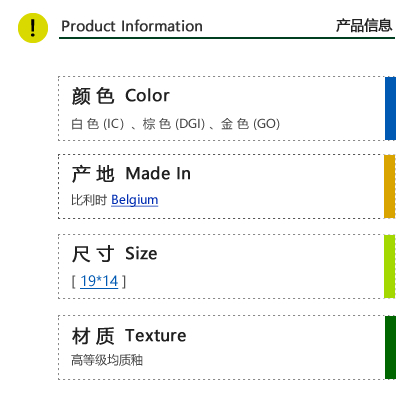 ! Product Information 产品信息
颜色 Color
白色 (IC) 、棕色 (DGI) 、金色 (GO)
产地 Made In
比利时 Belgium
尺寸 Size
[ 19*14 ]
材质 Texture
高等级均质釉